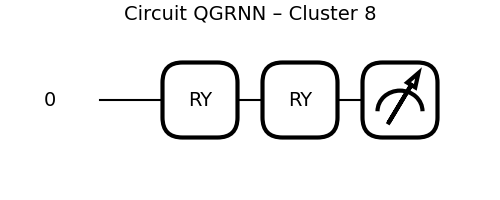 Circuit QGRNN – Cluster 8
0 RY RY